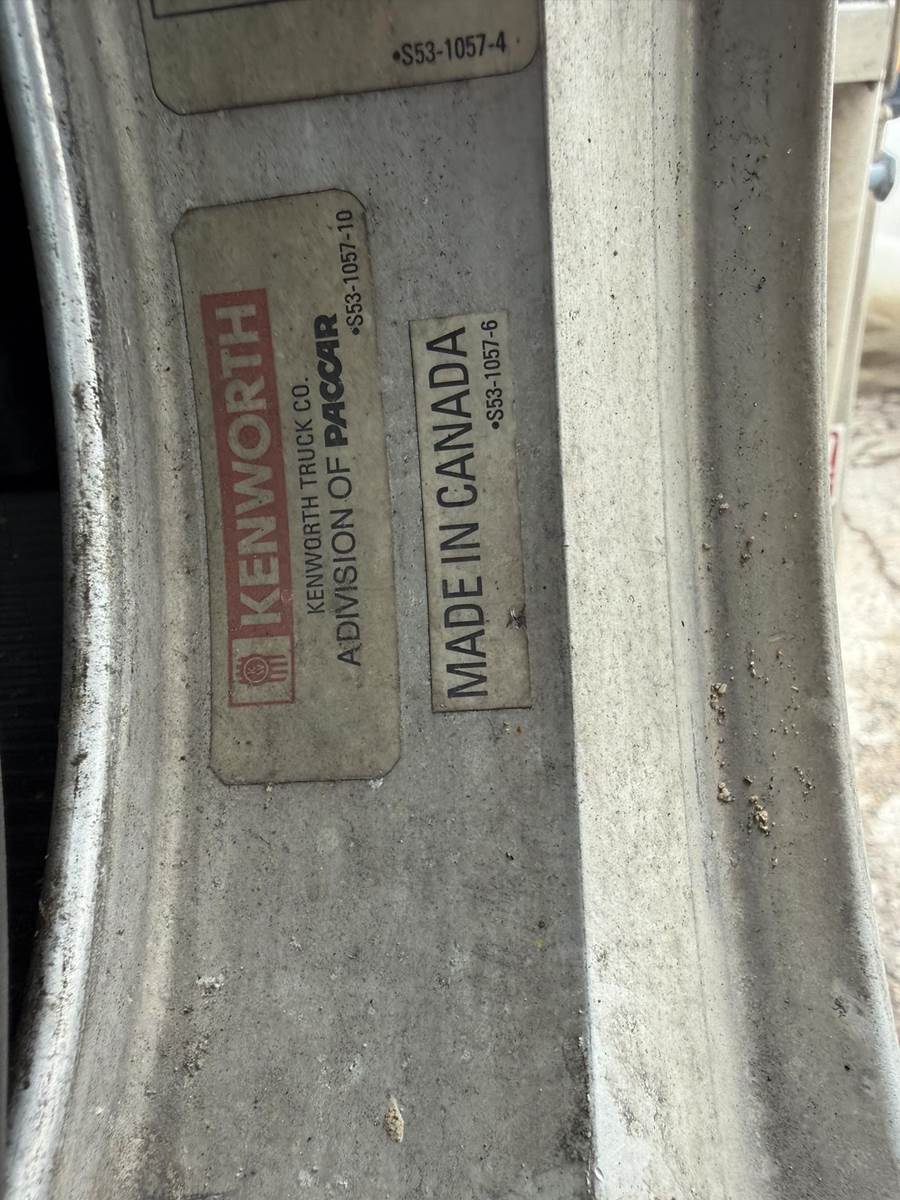 •S53-1057-4
KENWORTH
KENWORTH TRUCK CO.
A DIVISION OF PACCAR
•S53-1057-10
MADE IN CANADA
•S53-1057-6